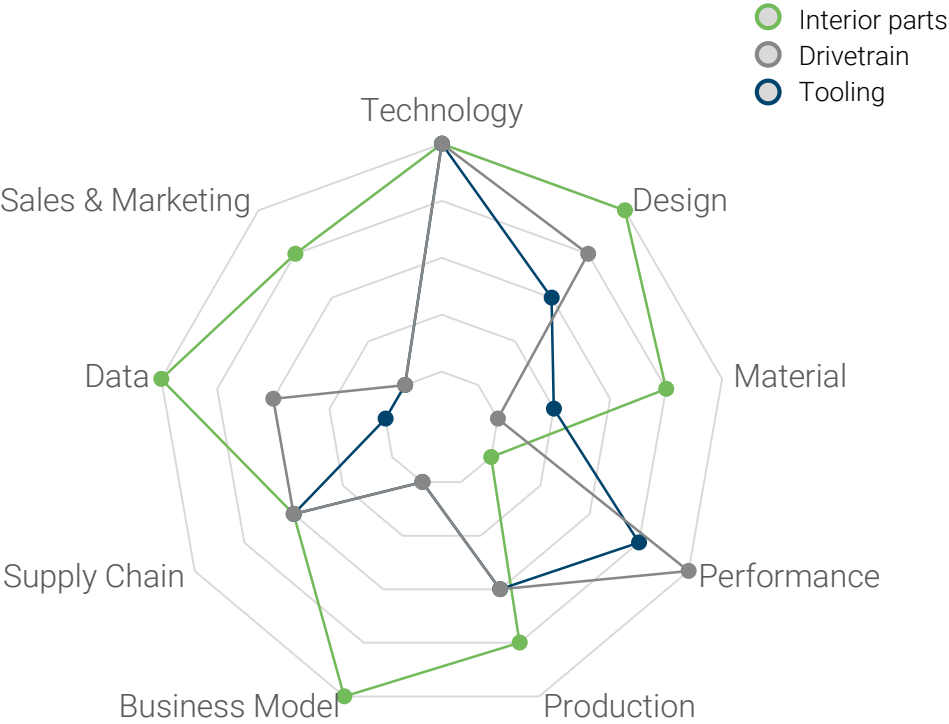 Interior parts
Drivetrain
Tooling
Technology
Sales & Marketing
Design
Data
Material
Supply Chain
Performance
Business Model
Production